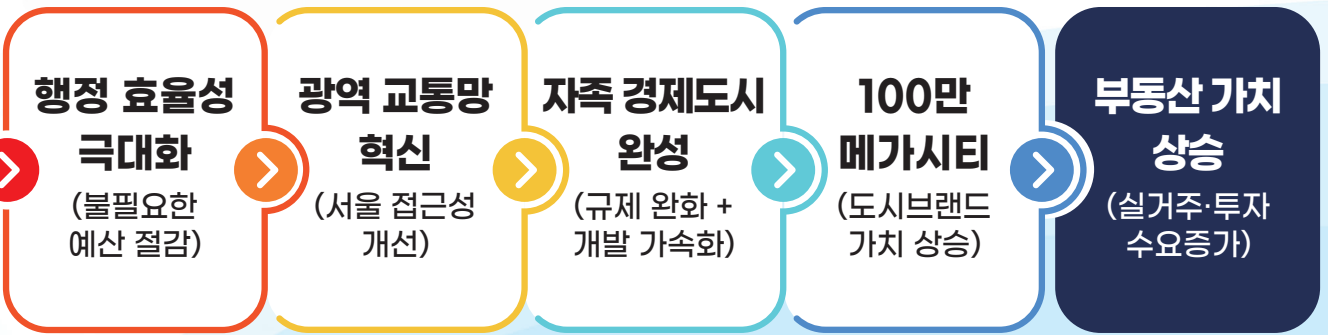 행정 효율성
극대화
(불필요한
예산 절감)
광역 교통망
혁신
(서울 접근성
개선)
자족 경제도시
완성
(규제 완화 +
개발 가속화)
100만
메가시티
(도시브랜드
가치 상승)
부동산 가치
상승
(실거주·투자
수요증가)